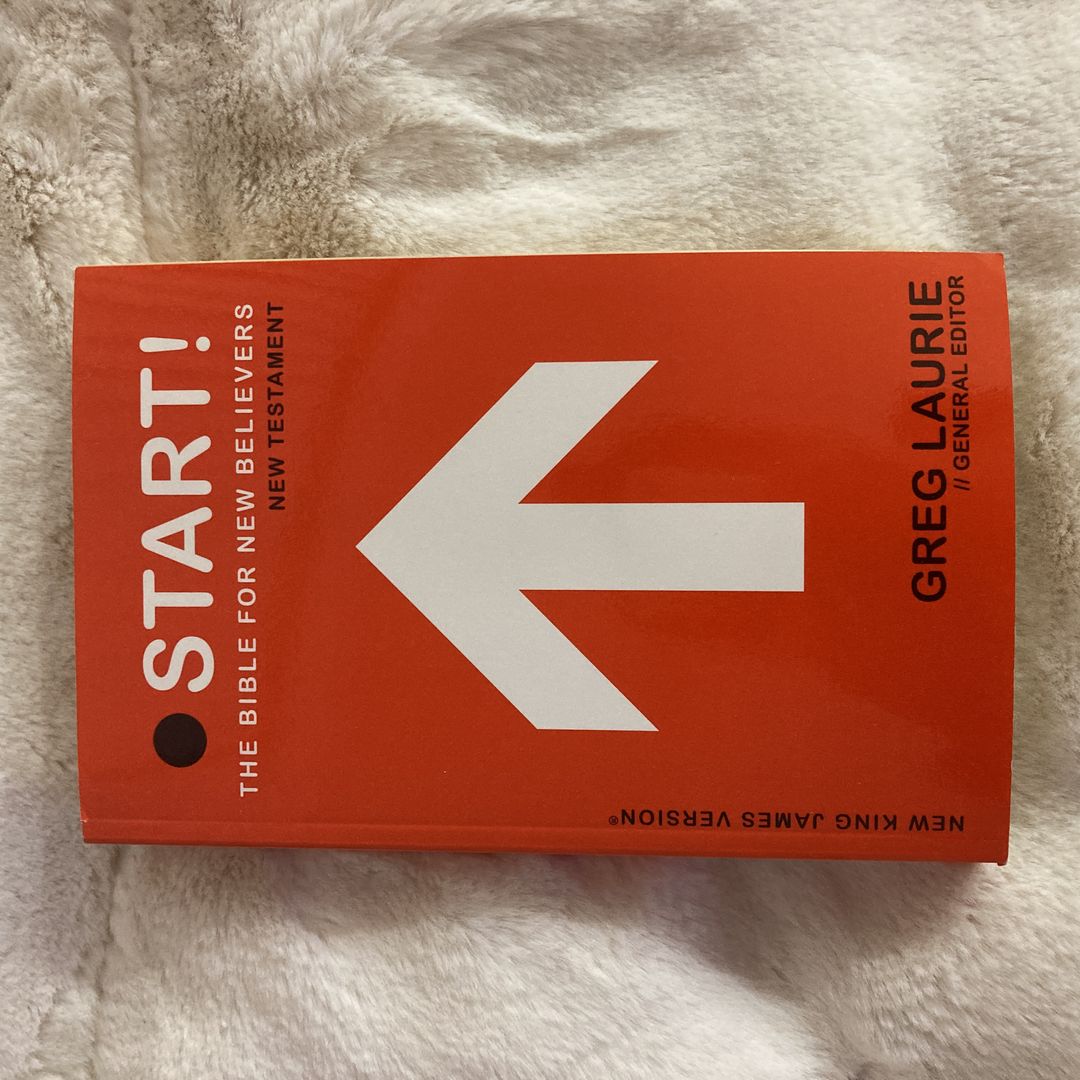 START!
THE BIBLE FOR NEW BELIEVERS
NEW TESTAMENT
NEW KING JAMES VERSION®
GREG LAURIE
// GENERAL EDITOR